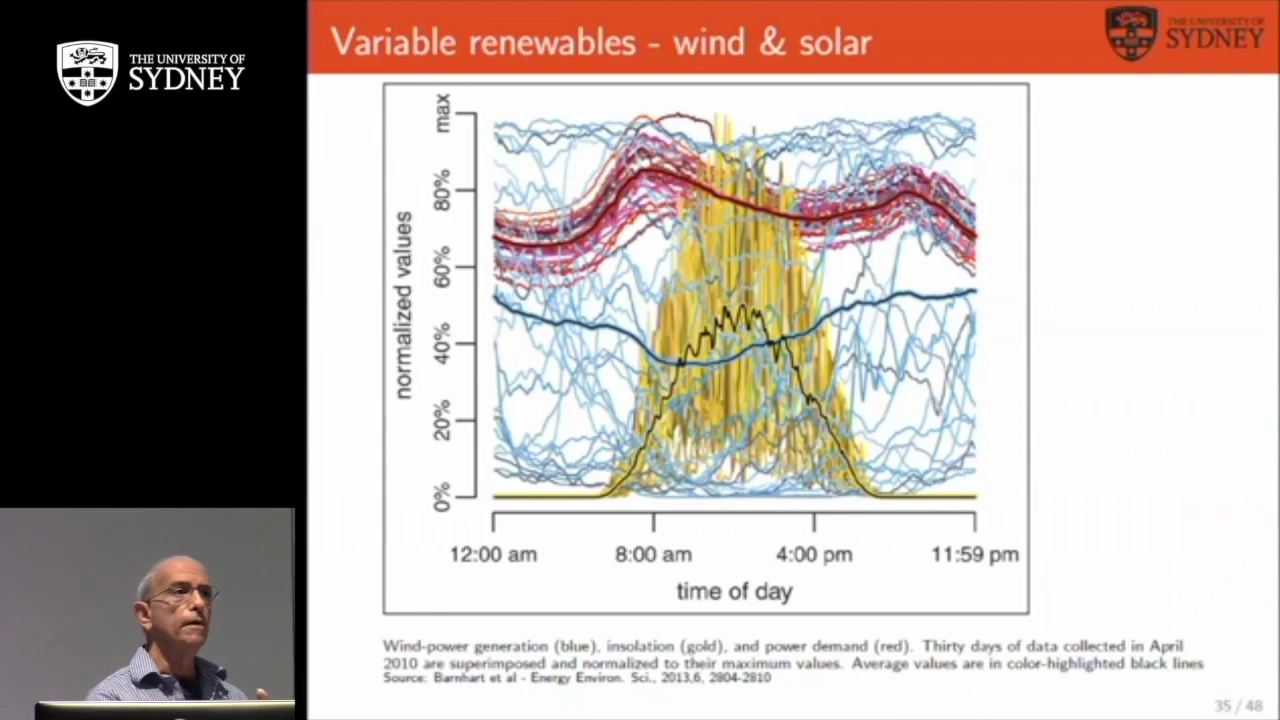 THE UNIVERSITY OF
SYDNEY
Variable renewables - wind & solar
THE UNIVERSITY OF
SYDNEY
max
80%
60%
40%
20%
0%
normalized values
12:00 am
8:00 am
4:00 pm
11:59 pm
time of day
Wind-power generation (blue), insolation (gold), and power demand (red). Thirty days of data collected in April
2010 are superimposed and normalized to their maximum values. Average values are in color-highlighted black lines
Source: Barnhart et al - Energy Environ. Sci., 2013,6, 2804-2810
35 / 48